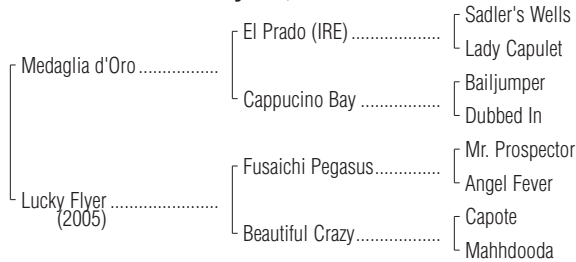 Sadler's Wells
El Prado (IRE) ....................
Lady Capulet
Medaglia d'Oro ..................
Bailjumper
Cappucino Bay ..................
Dubbed In
Mr. Prospector
Fusaichi Pegasus...............
Angel Fever
Lucky Flyer ........................
(2005)
Capote
Beautiful Crazy...................
Mahhdooda